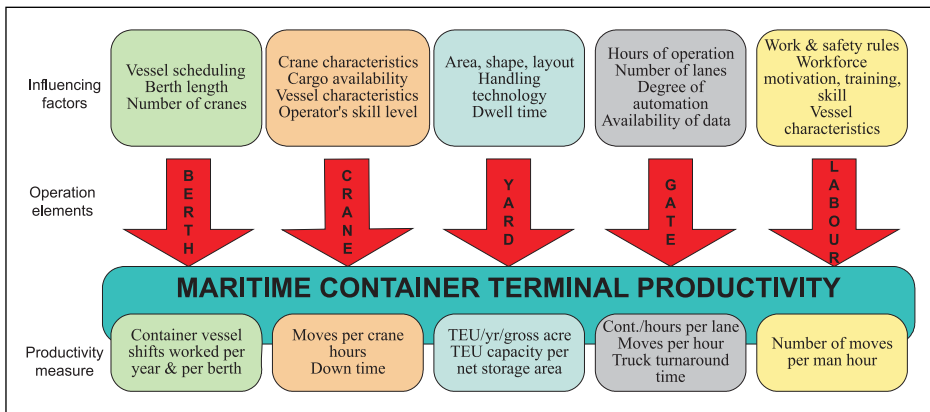 Influencing
factors
Vessel scheduling
Berth length
Number of cranes
Crane characteristics
Cargo availability
Vessel characteristics
Operator's skill level
Area, shape, layout
Handling
technology
Dwell time
Hours of operation
Number of lanes
Degree of
automation
Availability of data
Work & safety rules
Workforce
motivation, training,
skill
Vessel
characteristics
Operation
elements
BERTH
CRANE
YARD
GATE
LABOUR
MARITIME CONTAINER TERMINAL PRODUCTIVITY
Productivity
measure
Container vessel
shifts worked per
year & per berth
Moves per crane
hours
Down time
TEU/yr/gross acre
TEU capacity per
net storage area
Cont./hours per lane
Moves per hour
Truck turnaround
time
Number of moves
per man hour